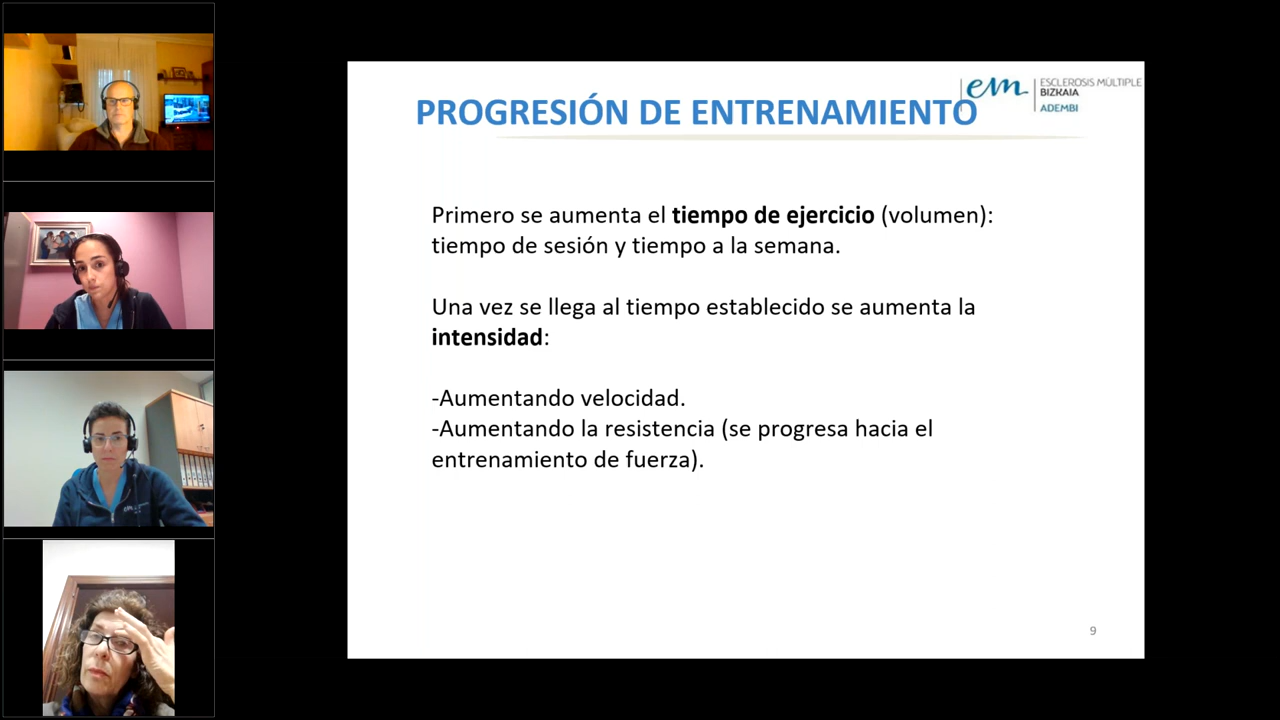 PROGRESIÓN DE ENTRENAMIENTO
em
ESCLEROSIS MÚLTIPLE
BIZKAIA
ADEMBI
Primero se aumenta el tiempo de ejercicio (volumen):
tiempo de sesión y tiempo a la semana.
Una vez se llega al tiempo establecido se aumenta la
intensidad:
-Aumentando velocidad.
-Aumentando la resistencia (se progresa hacia el
entrenamiento de fuerza).
9
em